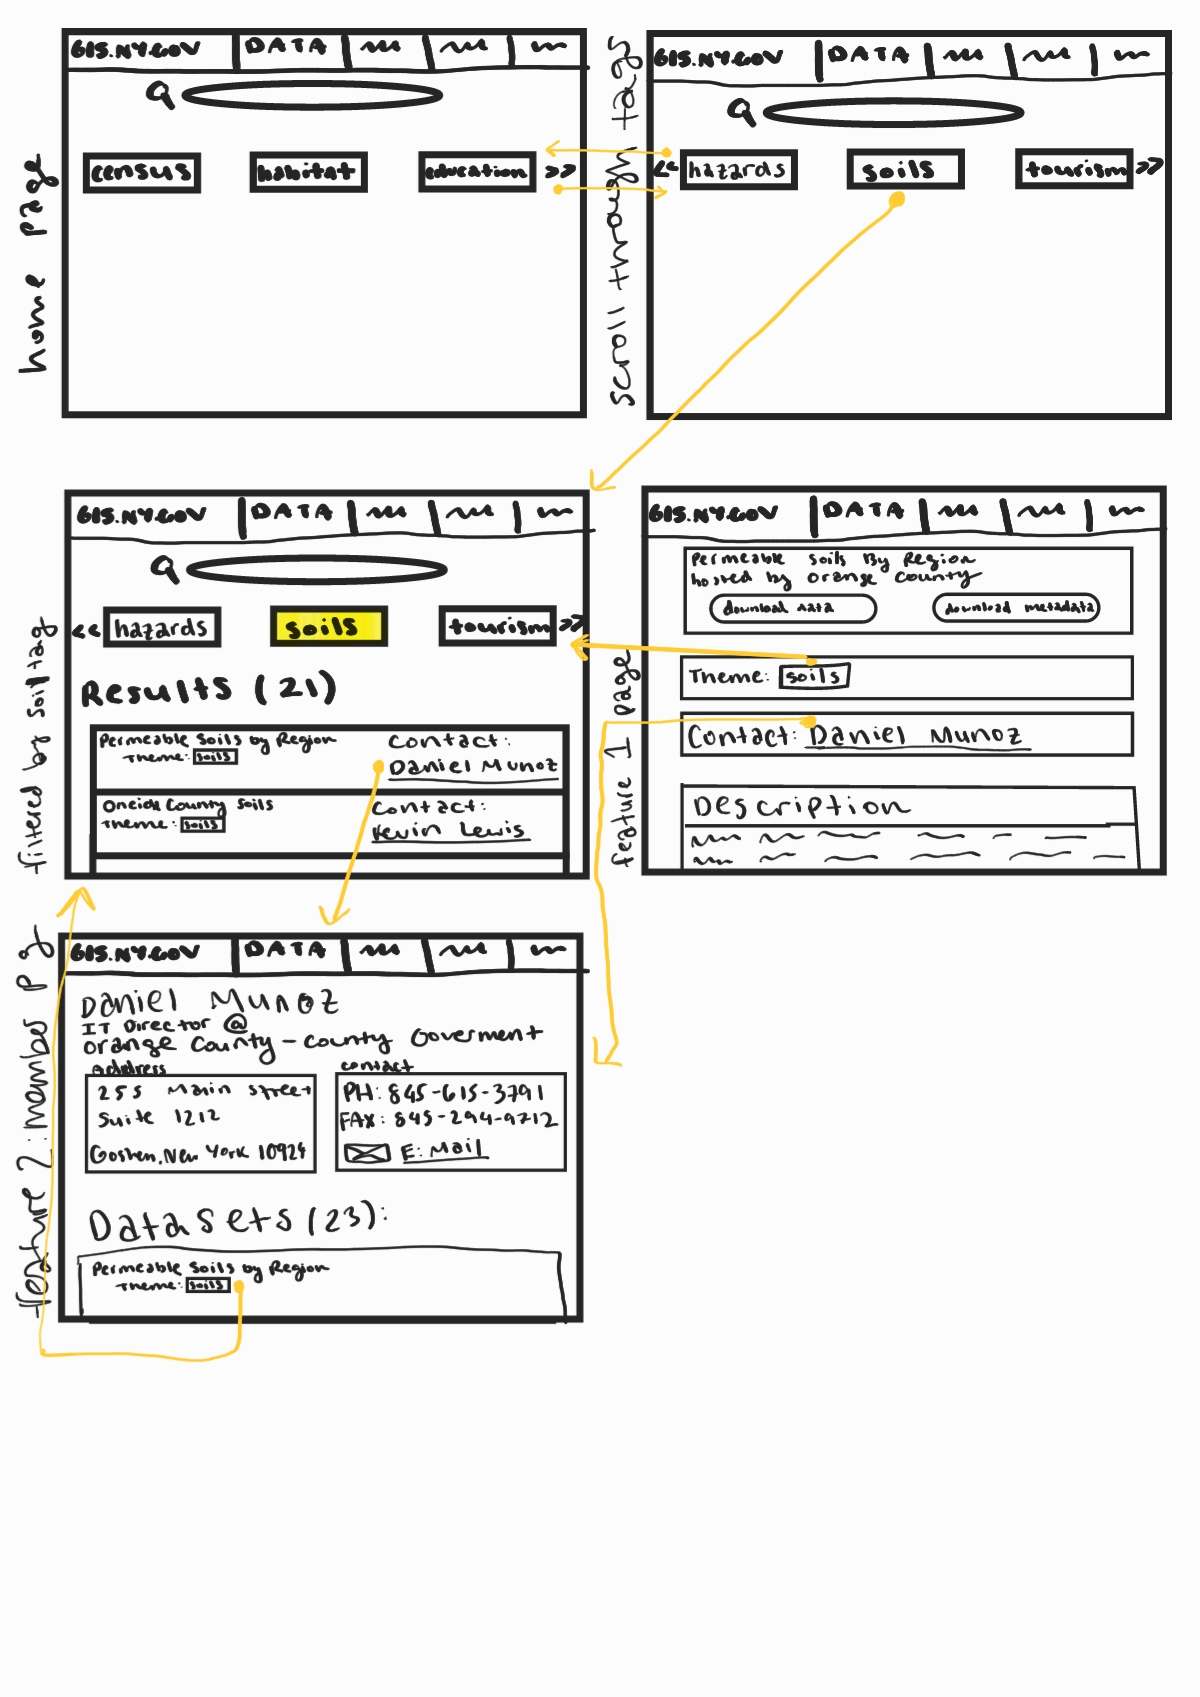 home page
GIS.NY.GOV DATA
census habitat education >>
scroll through tags
GIS.NY.GOV DATA
<< hazards soils tourism >>
filtered by soil tag
GIS.NY.GOV DATA
<< hazards soils tourism >>
Results (21)
Permeable Soils by Region
Theme: soils
Contact:
Daniel Munoz
Oneida County Soils
Theme: soils
Contact:
Kevin Lewis
feature 1 page
GIS.NY.GOV DATA
Permeable Soils By Region
hosted by Orange County
download data
download metadata
Theme: soils
Contact: Daniel Munoz
Description
feature 2: member pg
GIS.NY.GOV DATA
Daniel Munoz
IT Director @
Orange County - County Goverment
Address
255 Main Street
Suite 1212
Goshen, New York 10924
contact
PH: 845-615-3791
FAX: 845-294-9712
E: Mail
Datasets (23):
Permeable Soils by Region
Theme: soils